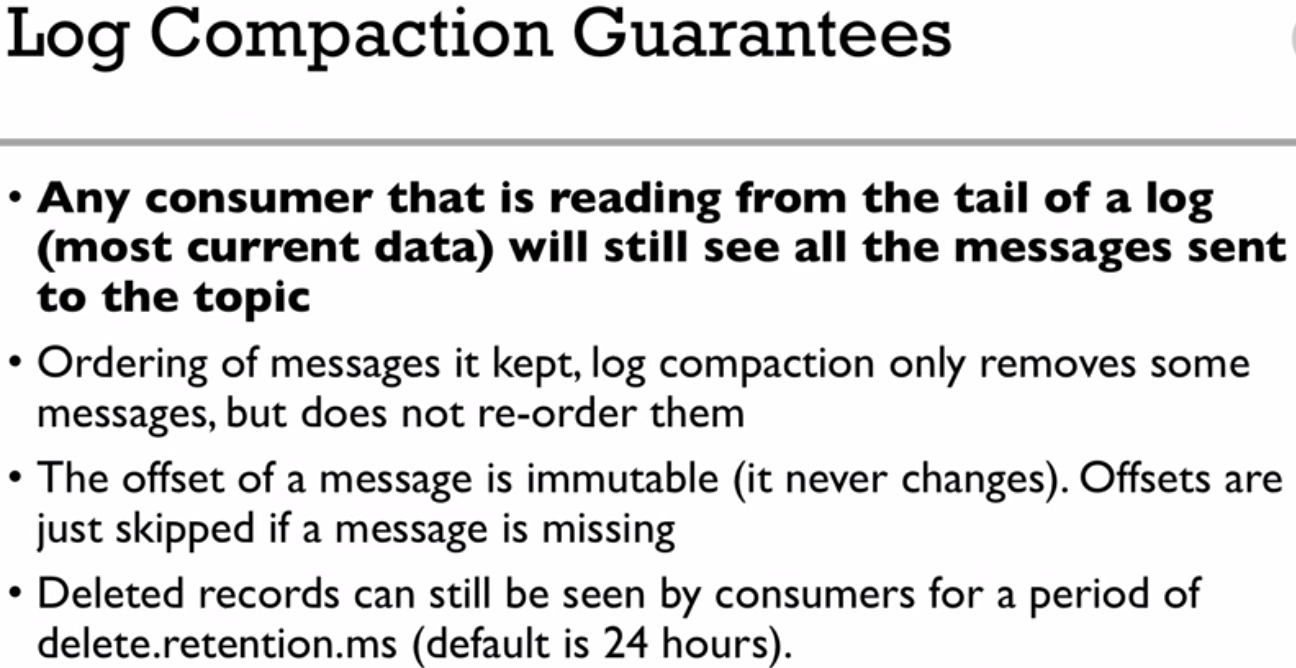 Log Compaction Guarantees
• Any consumer that is reading from the tail of a log
(most current data) will still see all the messages sent
to the topic
• Ordering of messages it kept, log compaction only removes some
messages, but does not re-order them
• The offset of a message is immutable (it never changes). Offsets are
just skipped if a message is missing
• Deleted records can still be seen by consumers for a period of
delete.retention.ms (default is 24 hours).